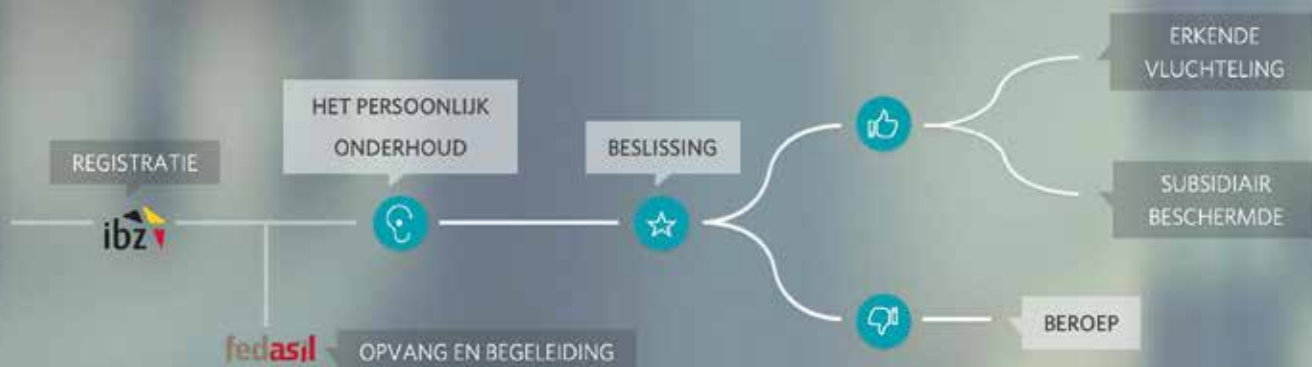 REGISTRATIE
ibz
fedasil
OPVANG EN BEGELEIDING
HET PERSOONLIJK
ONDERHOUD
BESLISSING
ERKENDE
VLUCHTELING
SUBSIDIAIR
BESCHERMDE
BEROEP